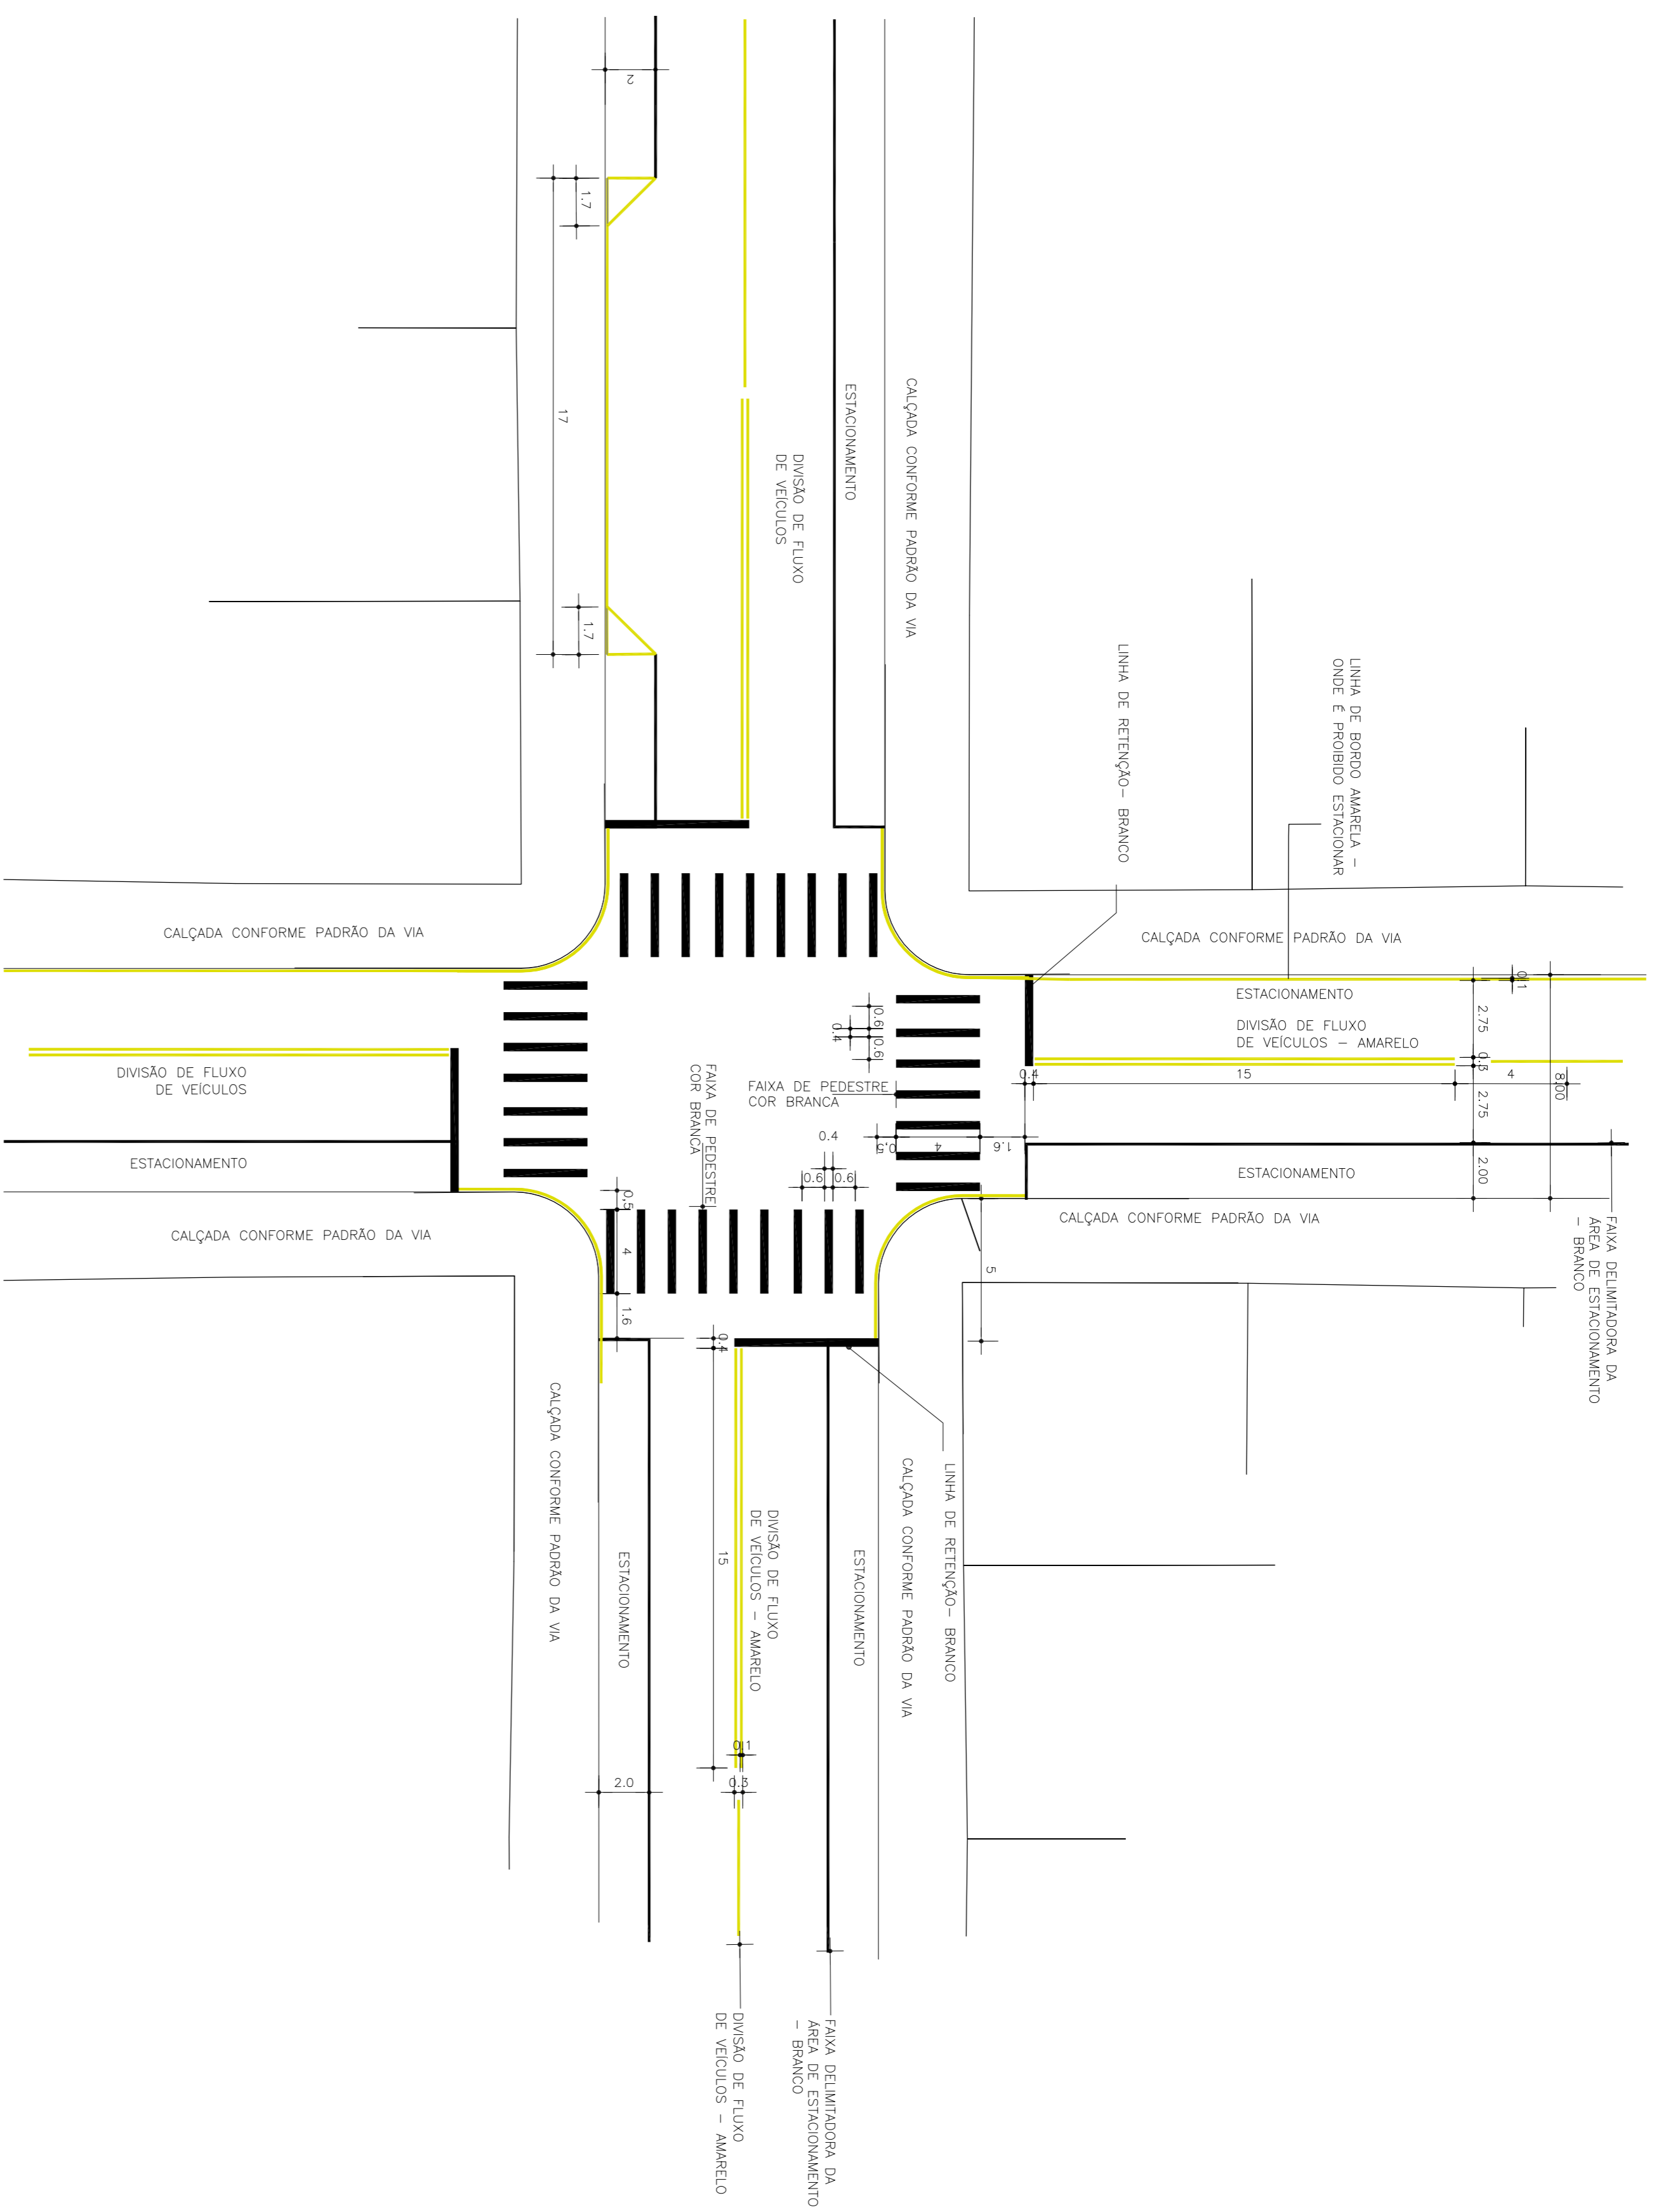 2
1.7
17
1.7
ESTACIONAMENTO
CALÇADA CONFORME PADRÃO DA VIA
DIVISÃO DE FLUXO
DE VEÍCULOS
LINHA DE RETENÇÃO– BRANCO
LINHA DE BORDO AMARELA –
ONDE É PROIBIDO ESTACIONAR
CALÇADA CONFORME PADRÃO DA VIA
CALÇADA CONFORME PADRÃO DA VIA
ESTACIONAMENTO
DIVISÃO DE FLUXO
DE VEÍCULOS – AMARELO
0.1
2.75
0.3
2.75
2.00
8.00
0.4
15
4
DIVISÃO DE FLUXO
DE VEÍCULOS
ESTACIONAMENTO
CALÇADA CONFORME PADRÃO DA VIA
0.6
0.4
0.6
FAIXA DE PEDESTRE
COR BRANCA
FAIXA DE PEDESTRE
COR BRANCA
0.4
0.6
0.6
0,5
4
1.6
ESTACIONAMENTO
CALÇADA CONFORME PADRÃO DA VIA
FAIXA DELIMITADORA DA
ÁREA DE ESTACIONAMENTO
– BRANCO
5
0,5
4
1.6
0.4
15
CALÇADA CONFORME PADRÃO DA VIA
ESTACIONAMENTO
DIVISÃO DE FLUXO
DE VEÍCULOS – AMARELO
ESTACIONAMENTO
CALÇADA CONFORME PADRÃO DA VIA
LINHA DE RETENÇÃO– BRANCO
0.1
2.0
0.3
DIVISÃO DE FLUXO
DE VEÍCULOS – AMARELO
FAIXA DELIMITADORA DA
ÁREA DE ESTACIONAMENTO
– BRANCO